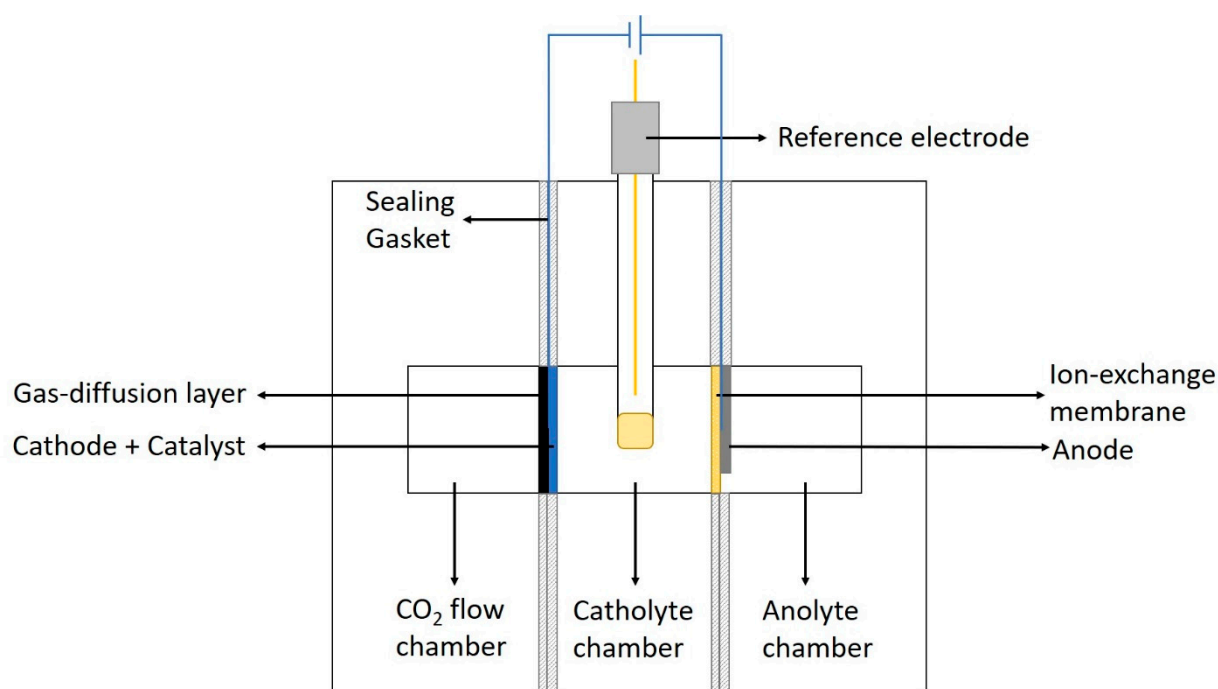 Reference electrode
Sealing
Gasket
Gas-diffusion layer
Ion-exchange
membrane
Cathode + Catalyst
Anode
CO₂ flow
chamber
Catholyte
chamber
Anolyte
chamber